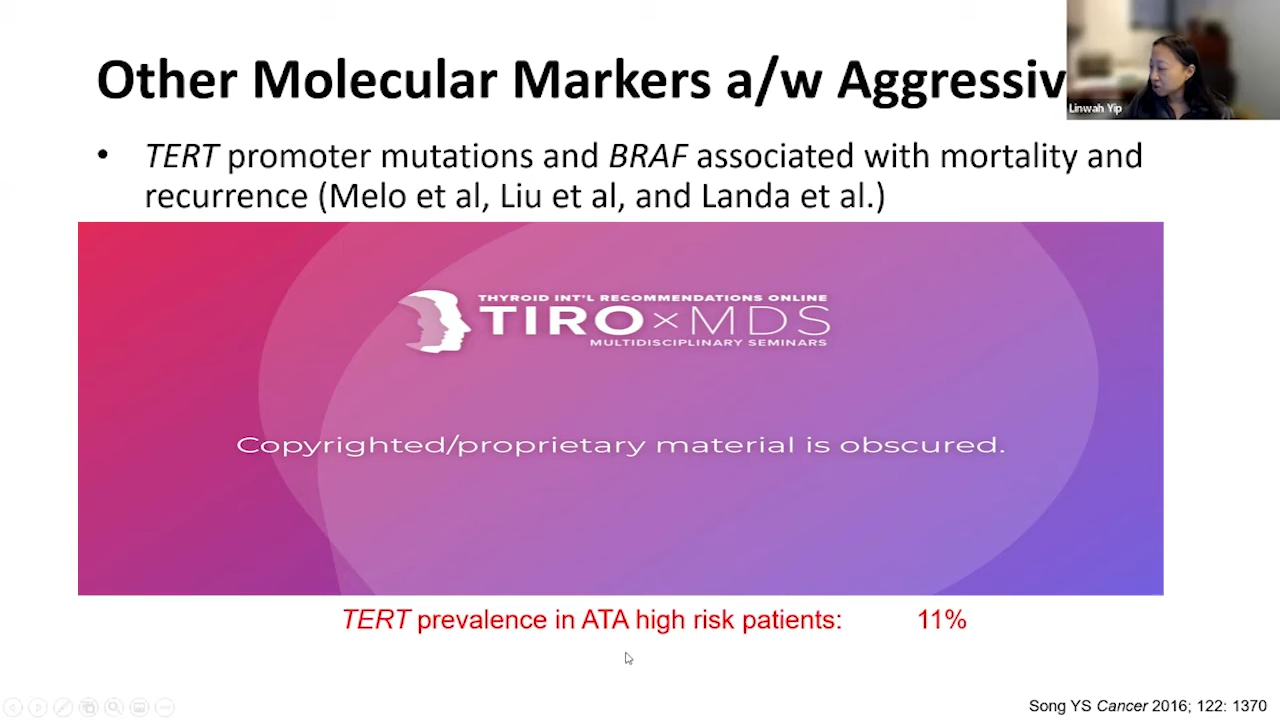 Other Molecular Markers a/w Aggressiv
Linwah Yip
• TERT promoter mutations and BRAF associated with mortality and
recurrence (Melo et al, Liu et al, and Landa et al.)
THYROID INT'L RECOMMENDATIONS ONLINE
TIRO×MDS
MULTIDISCIPLINARY SEMINARS
Copyrighted/proprietary material is obscured.
TERT prevalence in ATA high risk patients: 11%
Song YS Cancer 2016; 122: 1370